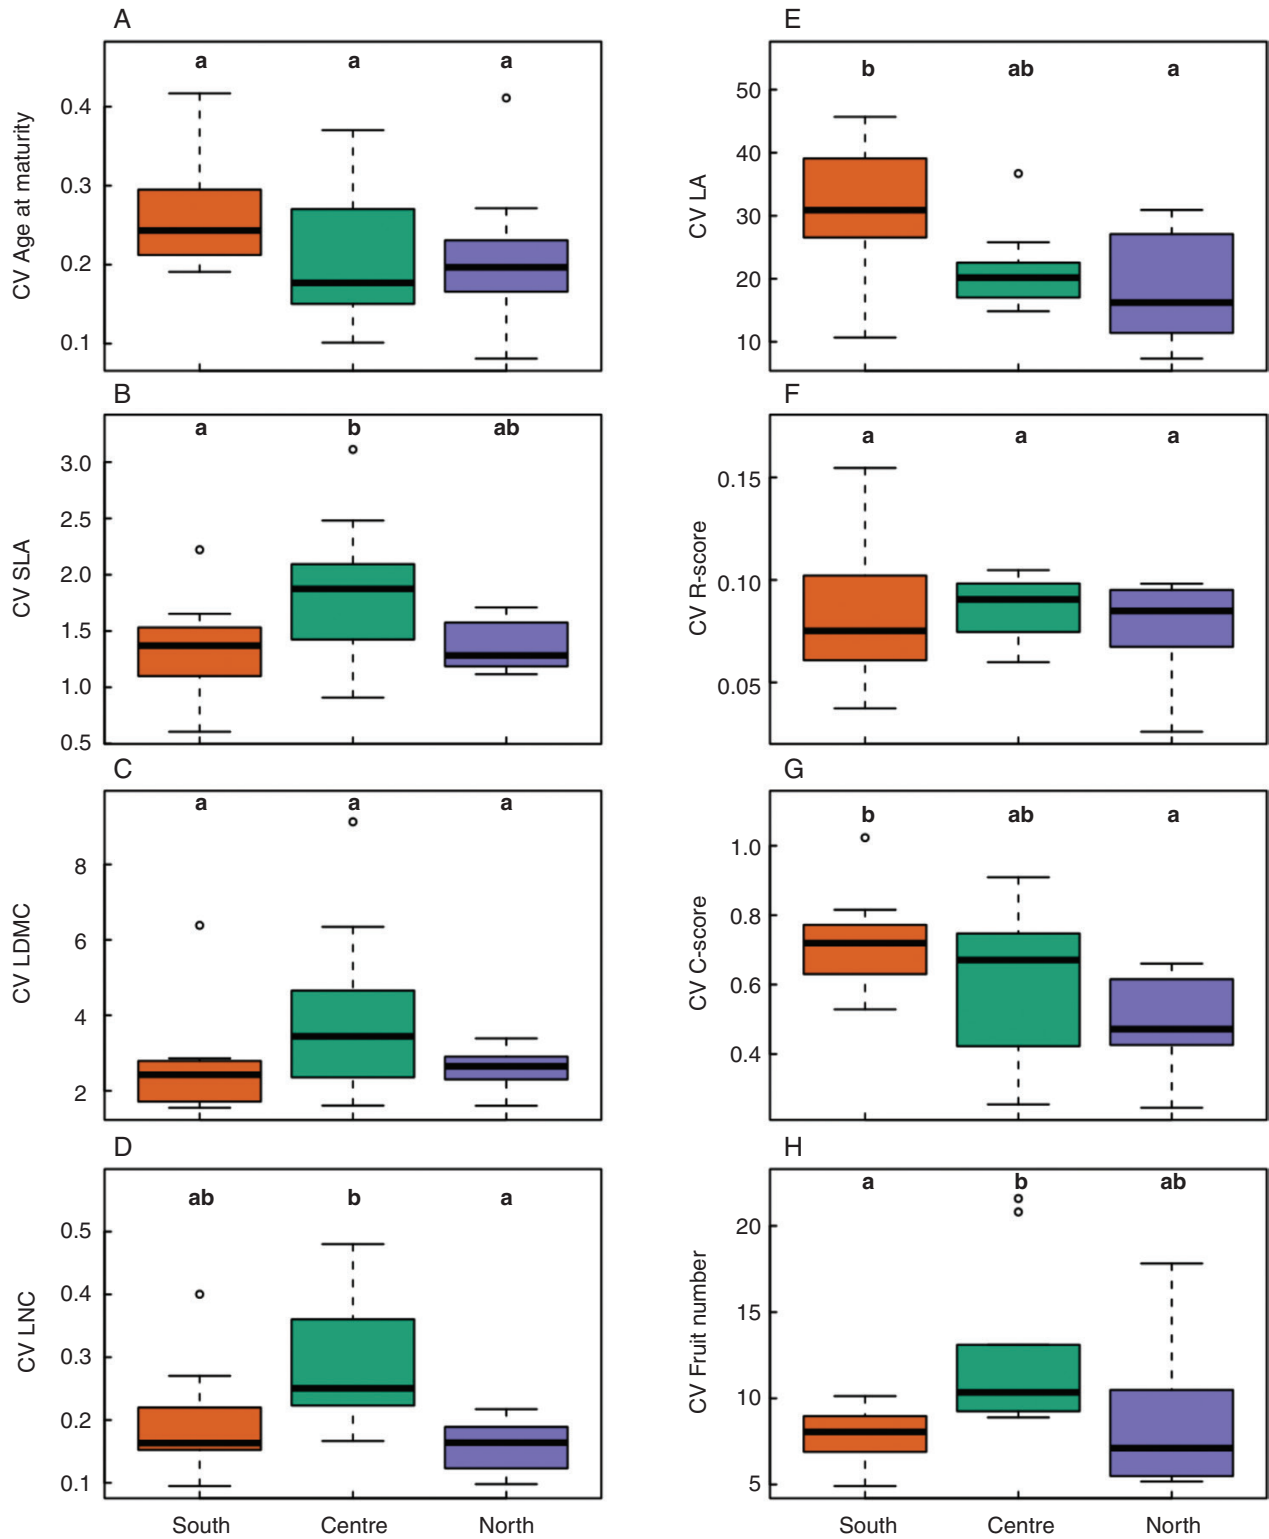 A
a a a
CV Age at maturity
0.4
0.3
0.2
0.1
B
a b ab
CV SLA
3.0
2.5
2.0
1.5
1.0
0.5
C
a a a
CV LDMC
8
6
4
2
D
ab b a
CV LNC
0.5
0.4
0.3
0.2
0.1
South Centre North
E
b ab a
CV LA
50
40
30
20
10
F
a a a
CV R-score
0.15
0.10
0.05
G
b ab a
CV C-score
1.0
0.8
0.6
0.4
H
a b ab
CV Fruit number
20
15
10
5
South Centre North